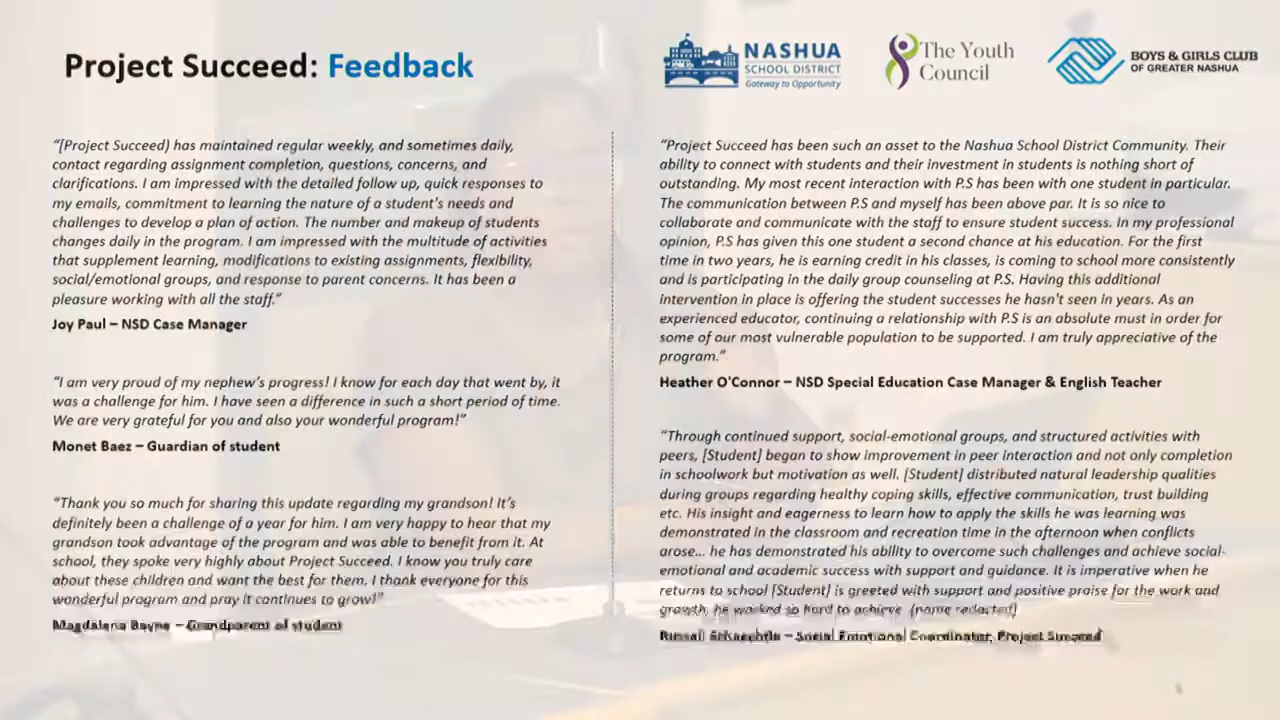 Project Succeed: Feedback
NASHUA
SCHOOL DISTRICT
Gateway to Opportunity
The Youth
Council
BOYS & GIRLS CLUB
OF GREATER NASHUA
“[Project Succeed) has maintained regular weekly, and sometimes daily,
contact regarding assignment completion, questions, concerns, and
clarifications. I am impressed with the detailed follow up, quick responses to
my emails, commitment to learning the nature of a student's needs and
challenges to develop a plan of action. The number and makeup of students
changes daily in the program. I am impressed with the multitude of activities
that supplement learning, modifications to existing assignments, flexibility,
social/emotional groups, and response to parent concerns. It has been a
pleasure working with all the staff.”
Joy Paul – NSD Case Manager
“I am very proud of my nephew’s progress! I know for each day that went by, it
was a challenge for him. I have seen a difference in such a short period of time.
We are very grateful for you and also your wonderful program!”
Monet Baez – Guardian of student
“Thank you so much for sharing this update regarding my grandson! It’s
definitely been a challenge of a year for him. I am very happy to hear that my
grandson took advantage of the program and was able to benefit from it. At
school, they spoke very highly about Project Succeed. I know you truly care
about these children and want the best for them. I thank everyone for this
wonderful program and pray it continues to grow!”
Magdalena – Grandparent of student
“Project Succeed has been such an asset to the Nashua School District Community. Their
ability to connect with students and their investment in students is nothing short of
outstanding. My most recent interaction with P.S has been with one student in particular.
The communication between P.S and myself has been above par. It is so nice to
collaborate and communicate with the staff to ensure student success. In my professional
opinion, P.S has given this one student a second chance at his education. For the first
time in two years, he is earning credit in his classes, is coming to school more consistently
and is participating in the daily group counseling at P.S. Having this additional
intervention in place is offering the student successes he hasn't seen in years. As an
experienced educator, continuing a relationship with P.S is an absolute must in order for
some of our most vulnerable population to be supported. I am truly appreciative of the
program.”
Heather O'Connor – NSD Special Education Case Manager & English Teacher
“Through continued support, social-emotional groups, and structured activities with
peers, [Student] began to show improvement in peer interaction and not only completion
in schoolwork but motivation as well. [Student] distributed natural leadership qualities
during groups regarding healthy coping skills, effective communication, trust building
etc. His insight and eagerness to learn how to apply the skills he was learning was
demonstrated in the classroom and recreation time in the afternoon when conflicts
arose... he has demonstrated his ability to overcome such challenges and achieve social-
emotional and academic success with support and guidance. It is imperative when he
returns to school [Student] is greeted with support and positive praise for the work and
growth, he worked so hard to achieve. (name redacted]
– Social Emotional Coordinator, Project Succeed